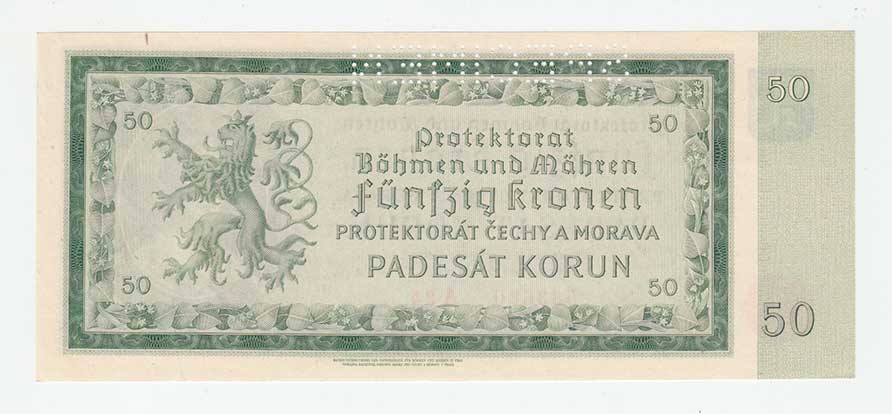 50
50
50
Protektorat
Böhmen und Mähren
Fünfzig Kronen
PROTEKTORÁT ČECHY A MORAVA
PADESÁT KORUN
50
50
50